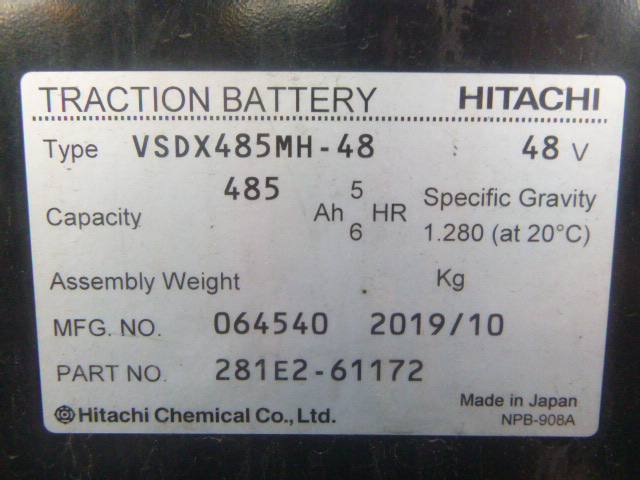 TRACTION BATTERY HITACHI
Type VSDX485MH-48 48 V
Capacity 485 Ah 5 6 HR Specific Gravity
1.280 (at 20°C)
Assembly Weight Kg
MFG. NO. 064540 2019/10
PART NO. 281E2-61172
Hitachi Chemical Co., Ltd. Made in Japan
NPB-908A